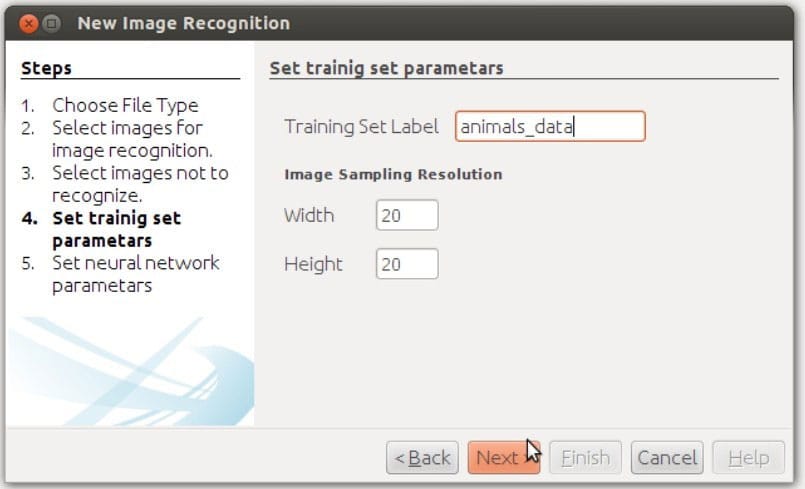 New Image Recognition
Steps
1. Choose File Type
2. Select images for
image recognition.
3. Select images not to
recognize.
4. Set trainig set
parametars
5. Set neural network
parametars
Set trainig set parametars
Training Set Label animals_data
Image Sampling Resolution
Width 20
Height 20
< Back Next > Finish Cancel Help